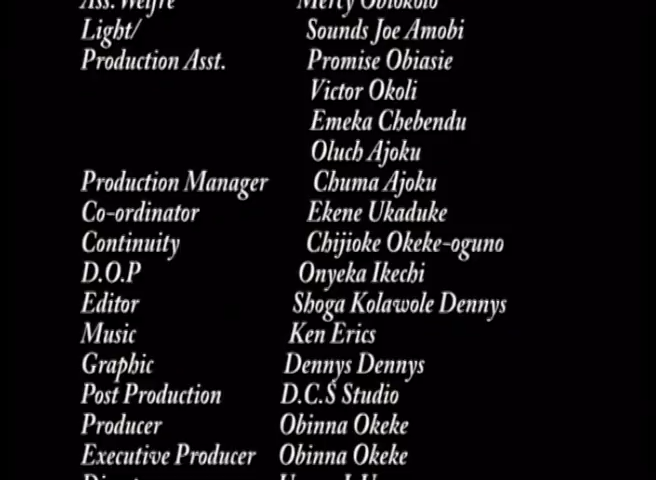 Ass. Welfre Mercy Obiokolo
Light/ Sounds Joe Amobi
Production Asst. Promise Obiasie
Victor Okoli
Emeka Chebendu
Oluch Ajoku
Production Manager Chuma Ajoku
Co-ordinator Ekene Ukaduke
Continuity Chijioke Okeke-oguno
D.O.P Onyeka Ikechi
Editor Shoga Kolawole Dennys
Music Ken Erics
Graphic Dennys Dennys
Post Production D.C.S Studio
Producer Obinna Okeke
Executive Producer Obinna Okeke